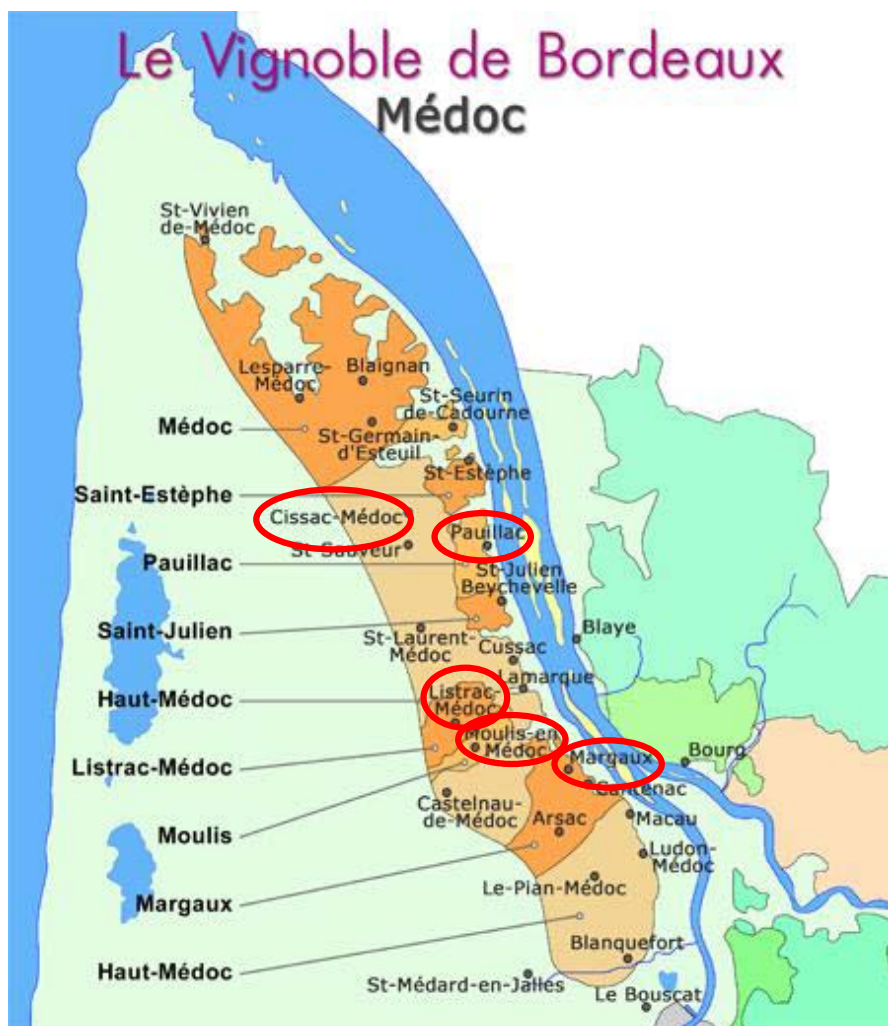 Le Vignoble de Bordeaux
Médoc
St-Vivien
de-Médoc
Lesparre-
Médoc
Blaignan
St-Seurin
de-Cadourne
Médoc
St-Germain-
d'Esteuil
St-Estèphe
Saint-Estèphe
Cissac-Médoc
Pauillac
St-Sauveur
Pauillac
St-Julien
Beychevelle
Saint-Julien
St-Laurent-
Médoc
Blaye
Cussac
Lamarque
Haut-Médoc
Listrac-
Médoc
Moulis-en
Médoc
Margaux
Bourg
Listrac-Médoc
Cantenac
Castelnau-
de-Médoc
Arsac
Macau
Moulis
Ludon-
Médoc
Le-Pian-Médoc
Margaux
Blanquefort
Haut-Médoc
St-Médard-en-Jalles
Le Bouscat